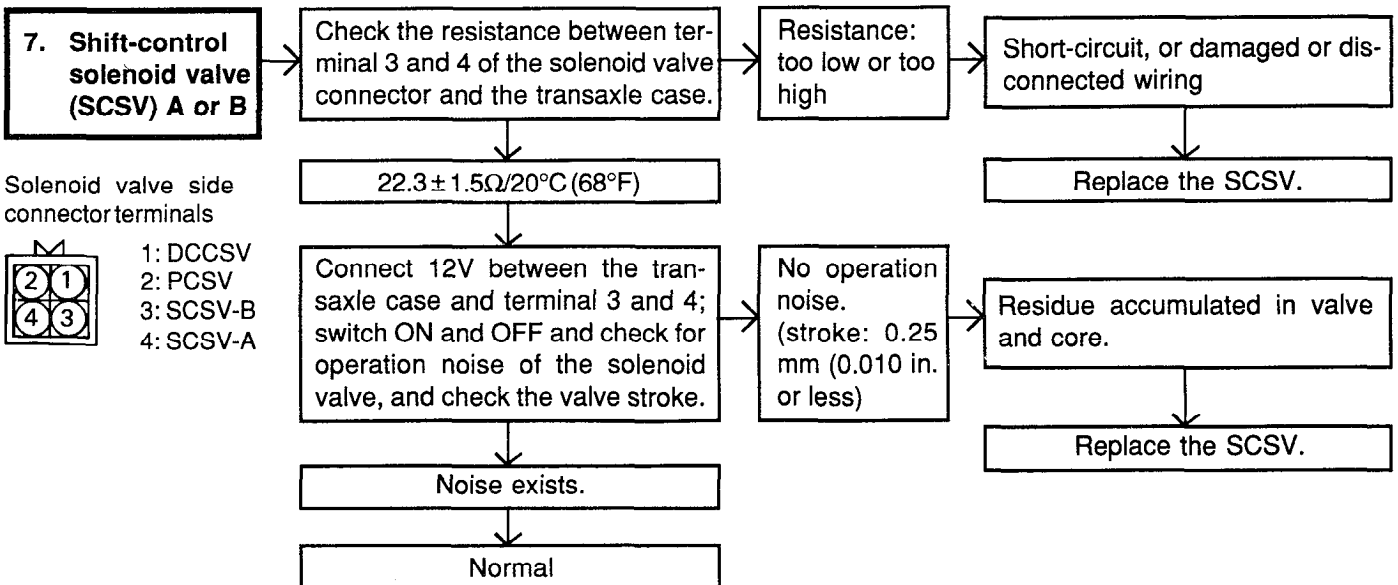 7. Shift-control
solenoid valve
(SCSV) A or B
Check the resistance between ter-
minal 3 and 4 of the solenoid valve
connector and the transaxle case.
Resistance:
too low or too
high
Short-circuit, or damaged or dis-
connected wiring
Replace the SCSV.
22.3±1.5Ω/20°C (68°F)
Solenoid valve side
connector terminals
2 1
4 3
1: DCCSV
2: PCSV
3: SCSV-B
4: SCSV-A
Connect 12V between the tran-
saxle case and terminal 3 and 4;
switch ON and OFF and check for
operation noise of the solenoid
valve, and check the valve stroke.
No operation
noise.
(stroke: 0.25
mm (0.010 in.
or less)
Residue accumulated in valve
and core.
Replace the SCSV.
Noise exists.
Normal